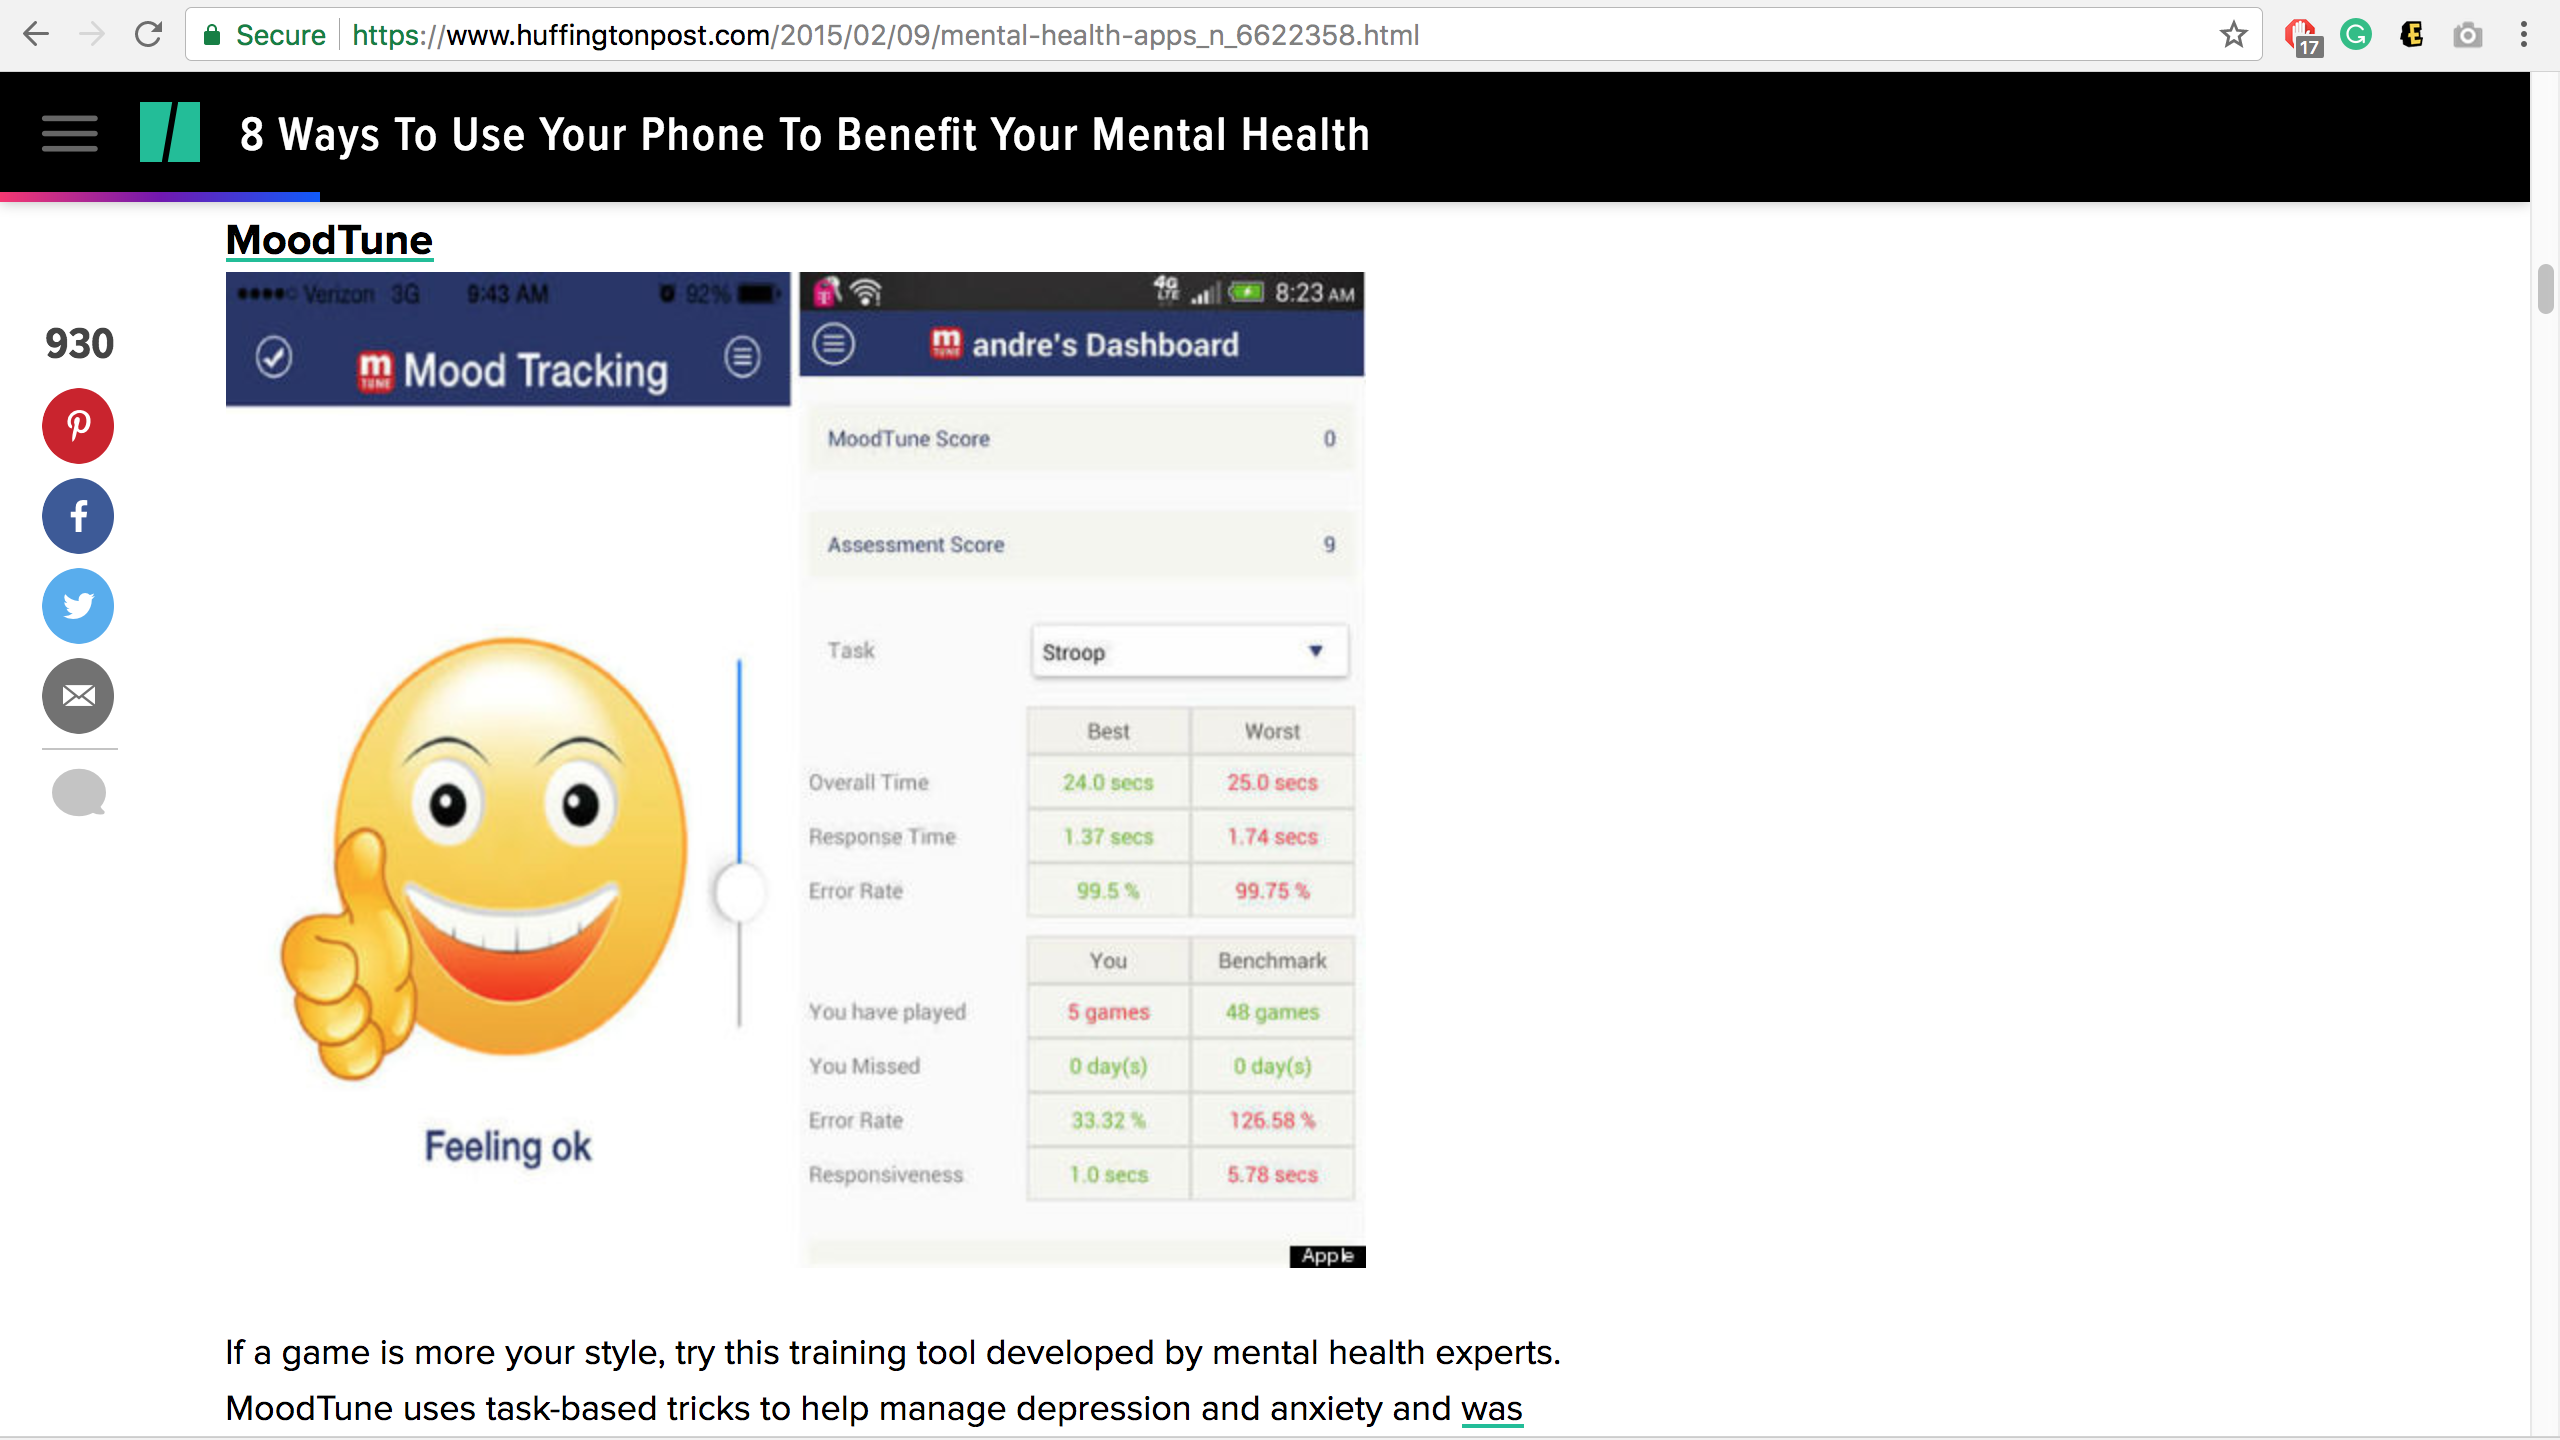 Secure https://www.huffingtonpost.com/2015/02/09/mental-health-apps_n_6622358.html
17
8 Ways To Use Your Phone To Benefit Your Mental Health
MoodTune
930
Verizon 3G 9:43 AM 92%
m TUNE Mood Tracking
Feeling ok
4G LTE 8:23 AM
m TUNE andre's Dashboard
MoodTune Score 0
Assessment Score 9
Task Stroop
Best Worst
Overall Time 24.0 secs 25.0 secs
Response Time 1.37 secs 1.74 secs
Error Rate 99.5 % 99.75 %
You Benchmark
You have played 5 games 48 games
You Missed 0 day(s) 0 day(s)
Error Rate 33.32 % 126.58 %
Responsiveness 1.0 secs 5.78 secs
Apple
If a game is more your style, try this training tool developed by mental health experts.
MoodTune uses task-based tricks to help manage depression and anxiety and was